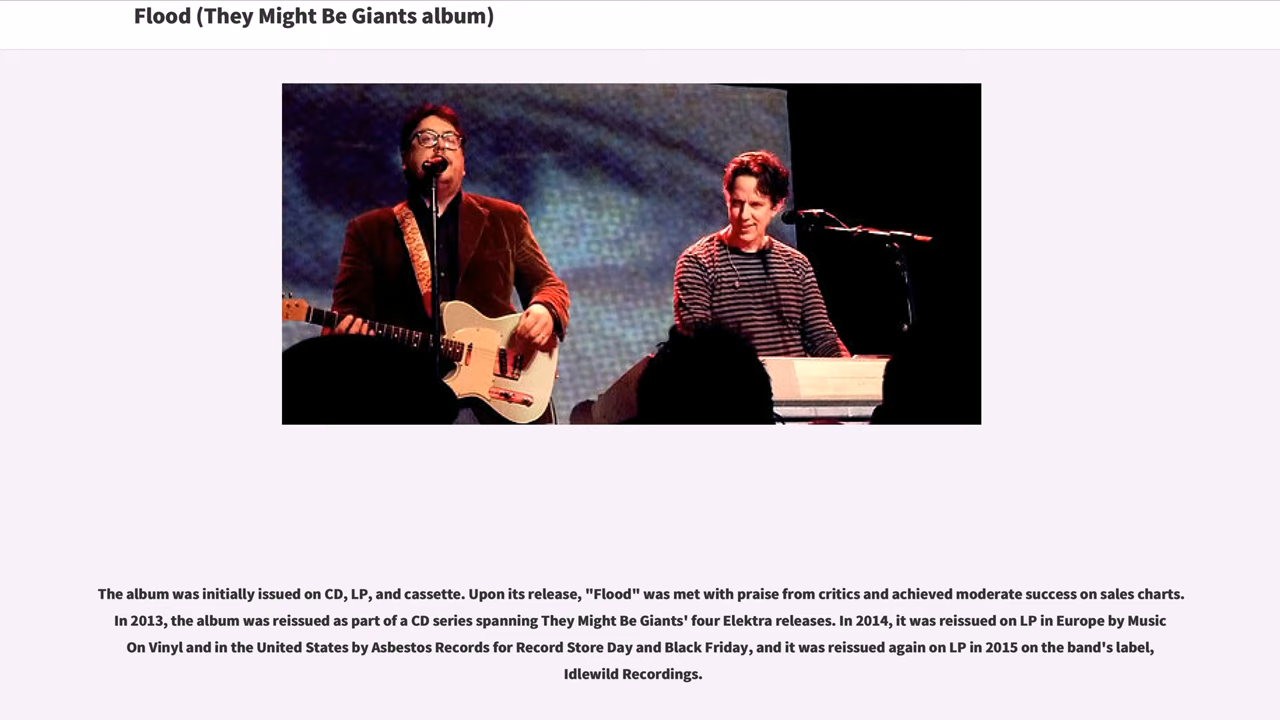 Flood (They Might Be Giants album)
The album was initially issued on CD, LP, and cassette. Upon its release, "Flood" was met with praise from critics and achieved moderate success on sales charts.
In 2013, the album was reissued as part of a CD series spanning They Might Be Giants' four Elektra releases. In 2014, it was reissued on LP in Europe by Music
On Vinyl and in the United States by Asbestos Records for Record Store Day and Black Friday, and it was reissued again on LP in 2015 on the band's label,
Idlewild Recordings.